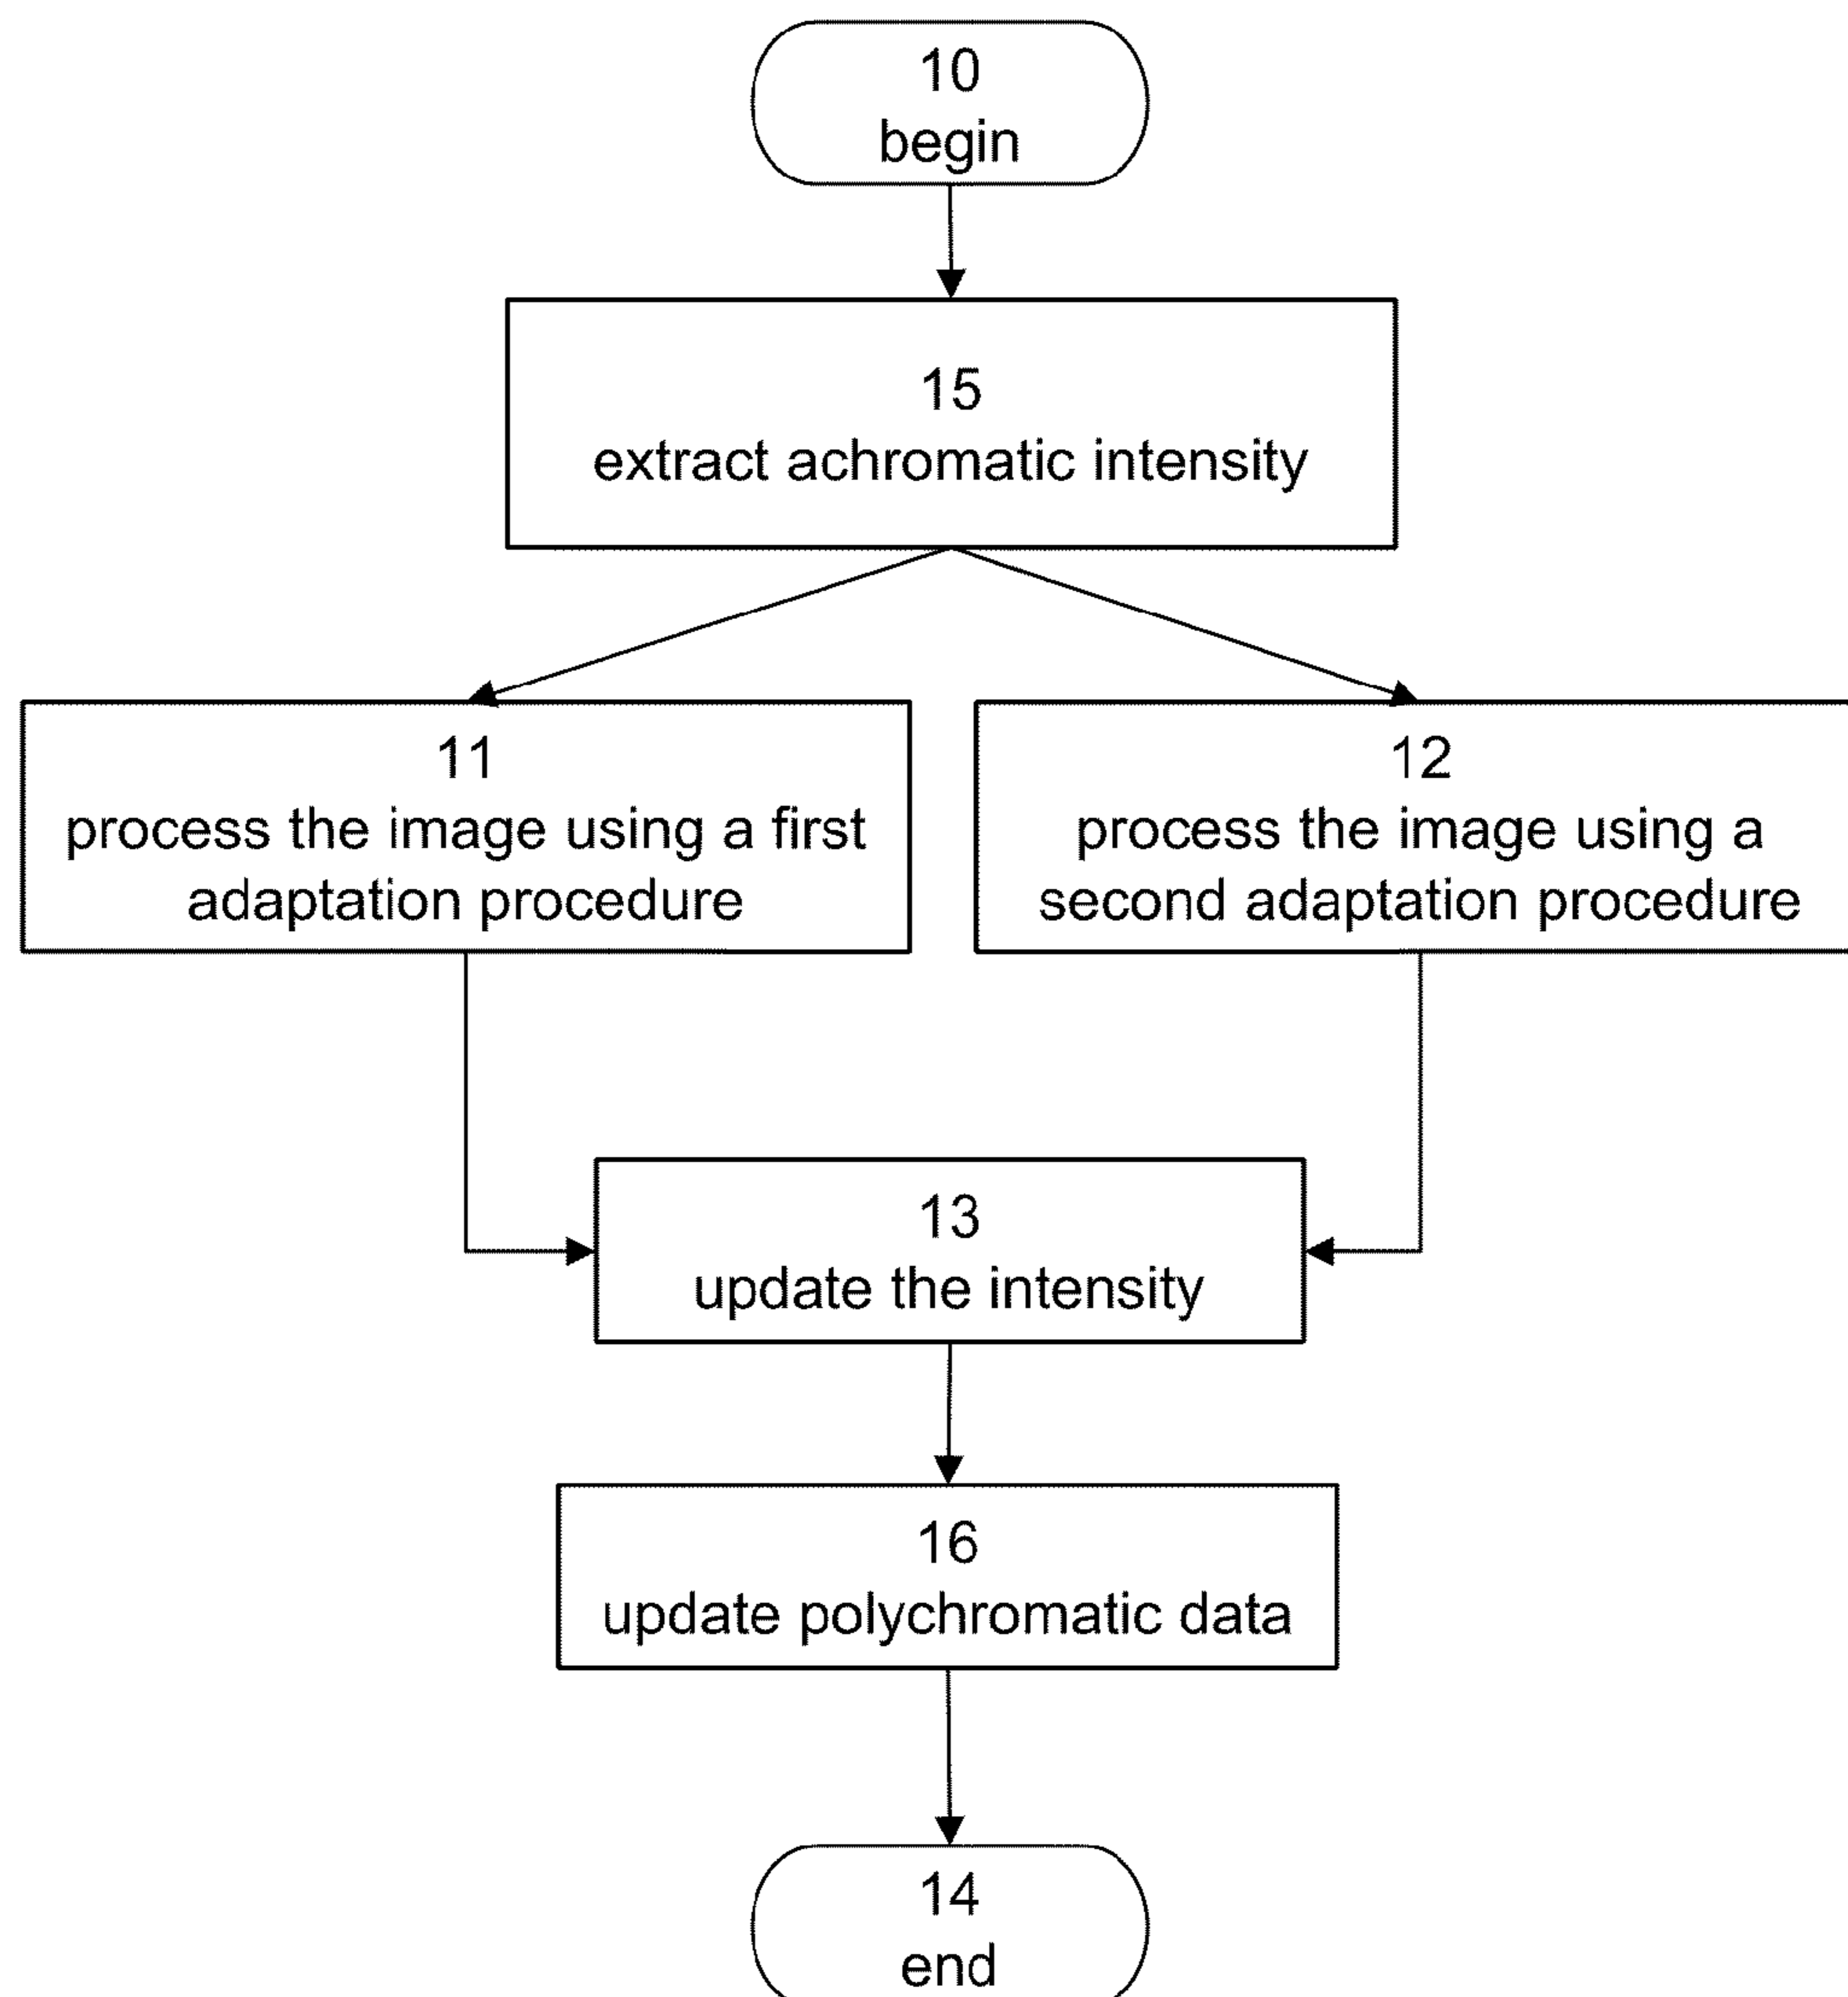 10
begin
15
extract achromatic intensity
11
process the image using a first
adaptation procedure
12
process the image using a
second adaptation procedure
13
update the intensity
16
update polychromatic data
14
end